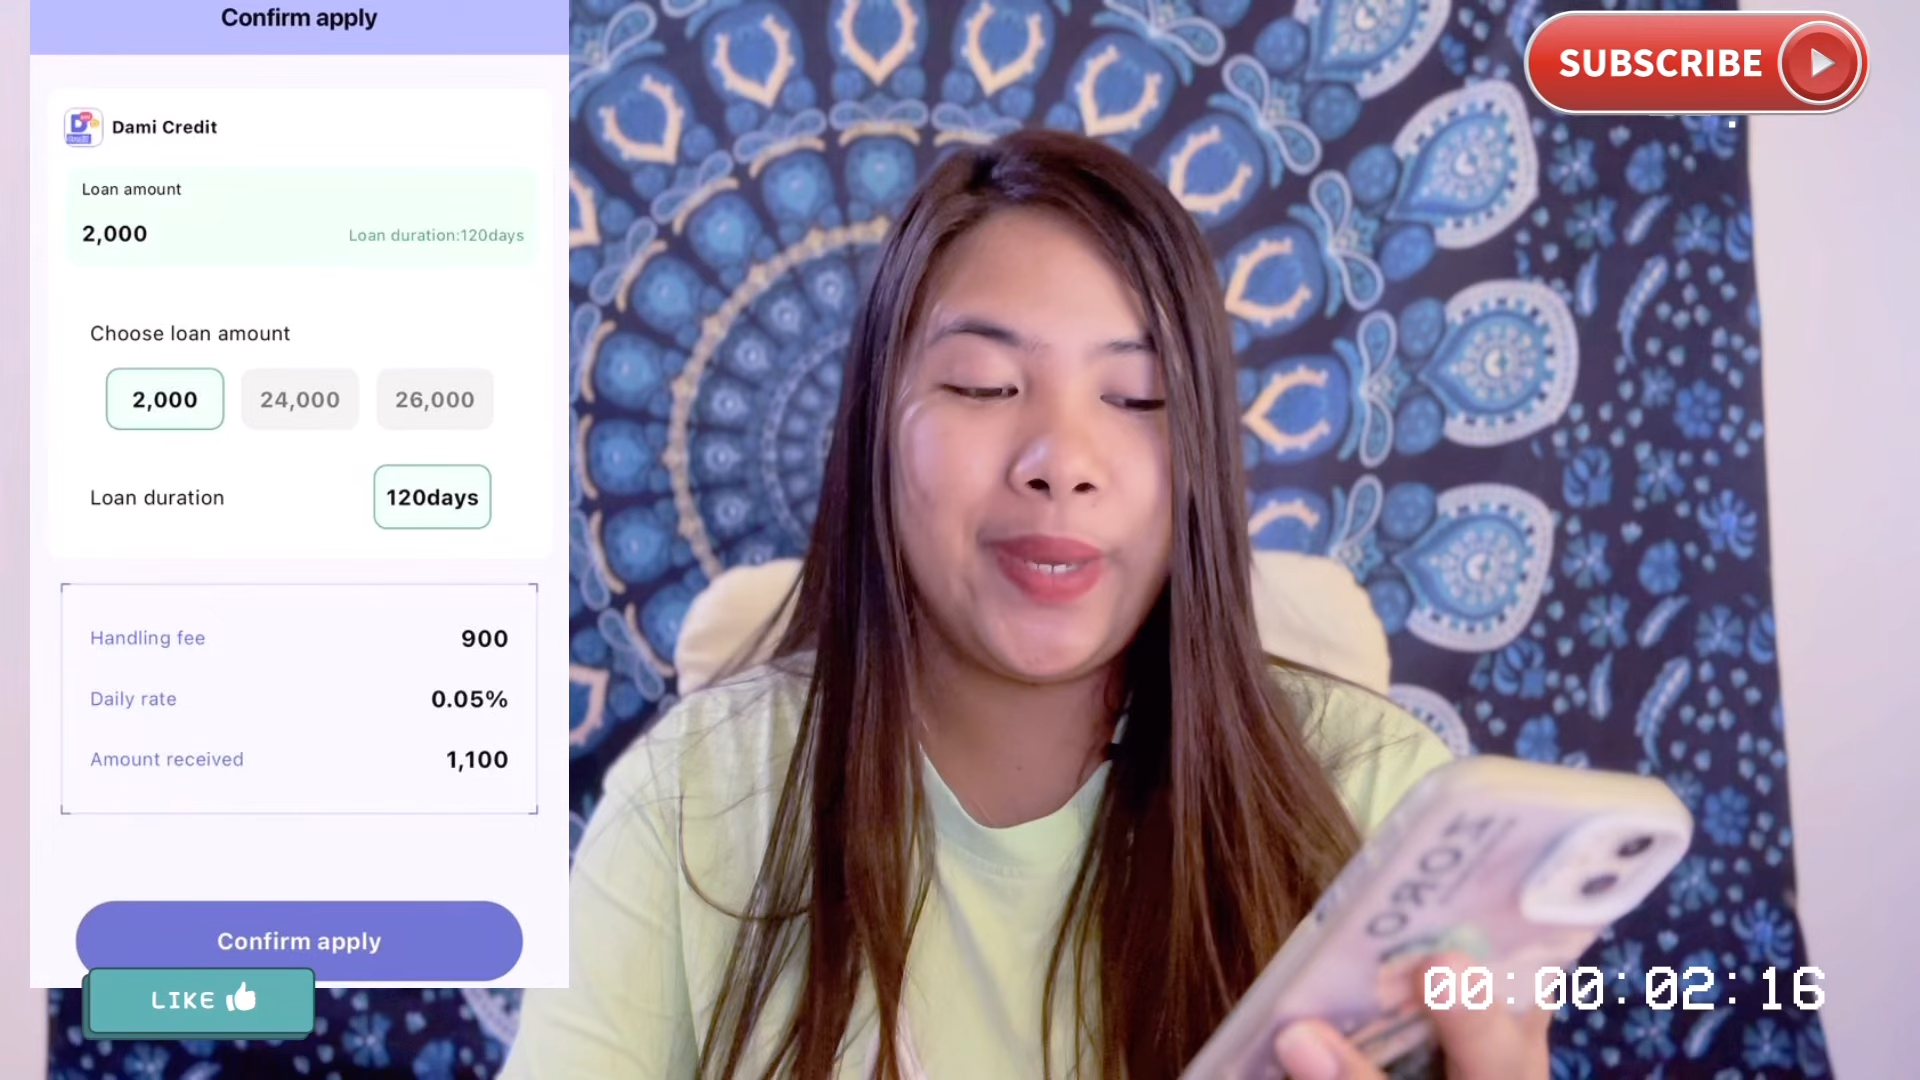 Confirm apply
Dami Credit
Loan amount
2,000
Loan duration:120days
Choose loan amount
2,000 24,000 26,000
Loan duration 120days
Handling fee 900
Daily rate 0.05%
Amount received 1,100
Confirm apply
LIKE
SUBSCRIBE
MORO
00:00:02:16